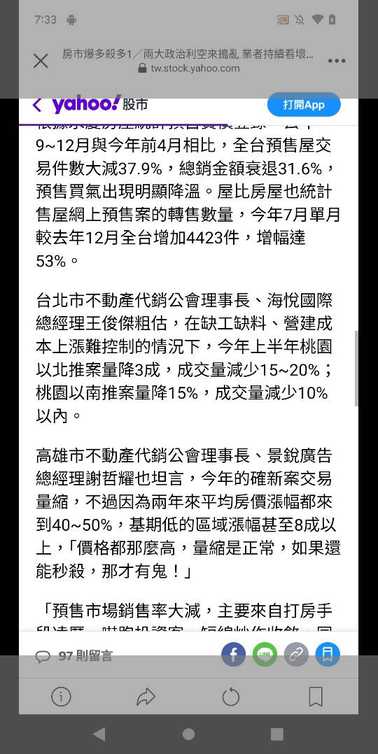 7:33
房市爆多殺多1／兩大政治利空來搗亂 業者持續看壞...
tw.stock.yahoo.com
yahoo! 股市
打開App
9~12月與今年前4月相比，全台預售屋交
易件數大減37.9%，總銷金額衰退31.6%，
預售買氣出現明顯降溫。屋比房屋也統計
售屋網上預售案的轉售數量，今年7月單月
較去年12月全台增加4423件，增幅達
53%。
台北市不動產代銷公會理事長、海悅國際
總經理王俊傑粗估，在缺工缺料、營建成
本上漲難控制的情況下，今年上半年桃園
以北推案量降3成，成交量減少15~20%；
桃園以南推案量降15%，成交量減少10%
以內。
高雄市不動產代銷公會理事長、景銳廣告
總經理謝哲耀也坦言，今年的確新案交易
量縮，不過因為兩年來平均房價漲幅都來
到40~50%，基期低的區域漲幅甚至8成以
上，「價格都那麼高，量縮是正常，如果還
能秒殺，那才有鬼！」
「預售市場銷售率大減，主要來自打房手
97 則留言